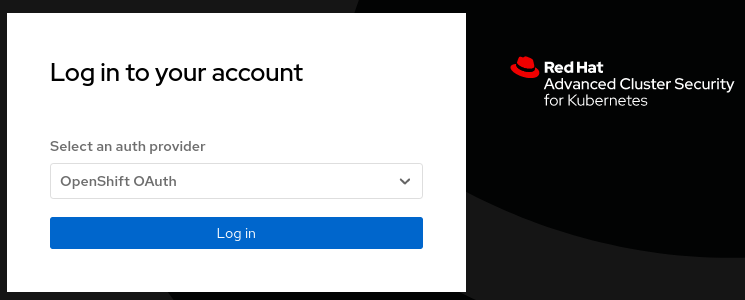 Log in to your account
Select an auth provider
OpenShift OAuth
Log in
Red Hat
Advanced Cluster Security
for Kubernetes